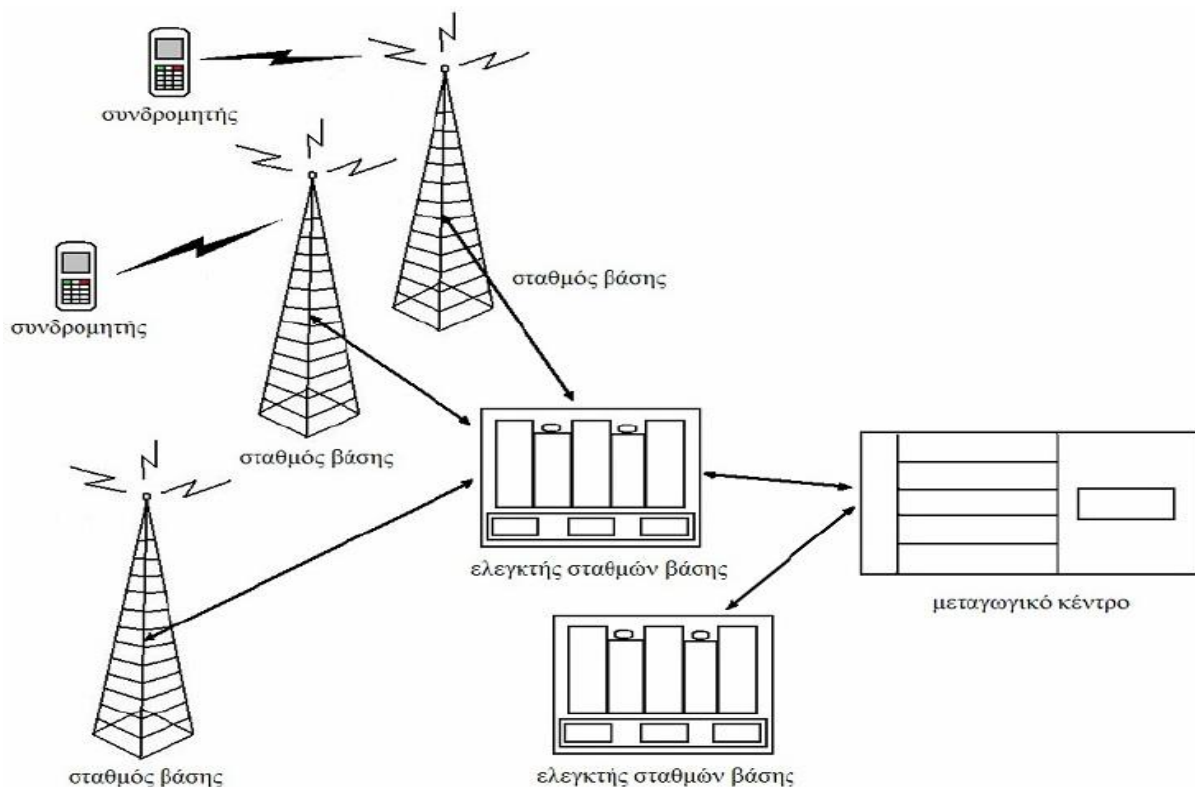 συνδρομητής
σταθμός βάσης
συνδρομητής
σταθμός βάσης
ελεγκτής σταθμών βάσης
μεταγωγικό κέντρο
σταθμός βάσης
ελεγκτής σταθμών βάσης